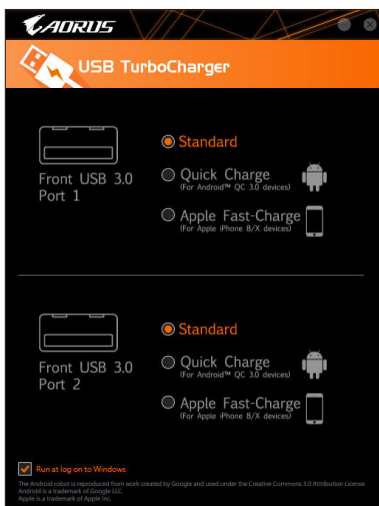 AORUS
USB TurboCharger
Front USB 3.0
Port 1
Standard
Quick Charge
(For Android™ QC 3.0 devices)
Apple Fast-Charge
(For Apple iPhone 8/X devices)
Front USB 3.0
Port 2
Standard
Quick Charge
(For Android™ QC 3.0 devices)
Apple Fast-Charge
(For Apple iPhone 8/X devices)
Run at log on to Windows
The Android robot is reproduced from work created by Google and used under the Creative Commons 3.0 Attribution License
Android is a trademark of Google LLC.
Apple is a trademark of Apple Inc.